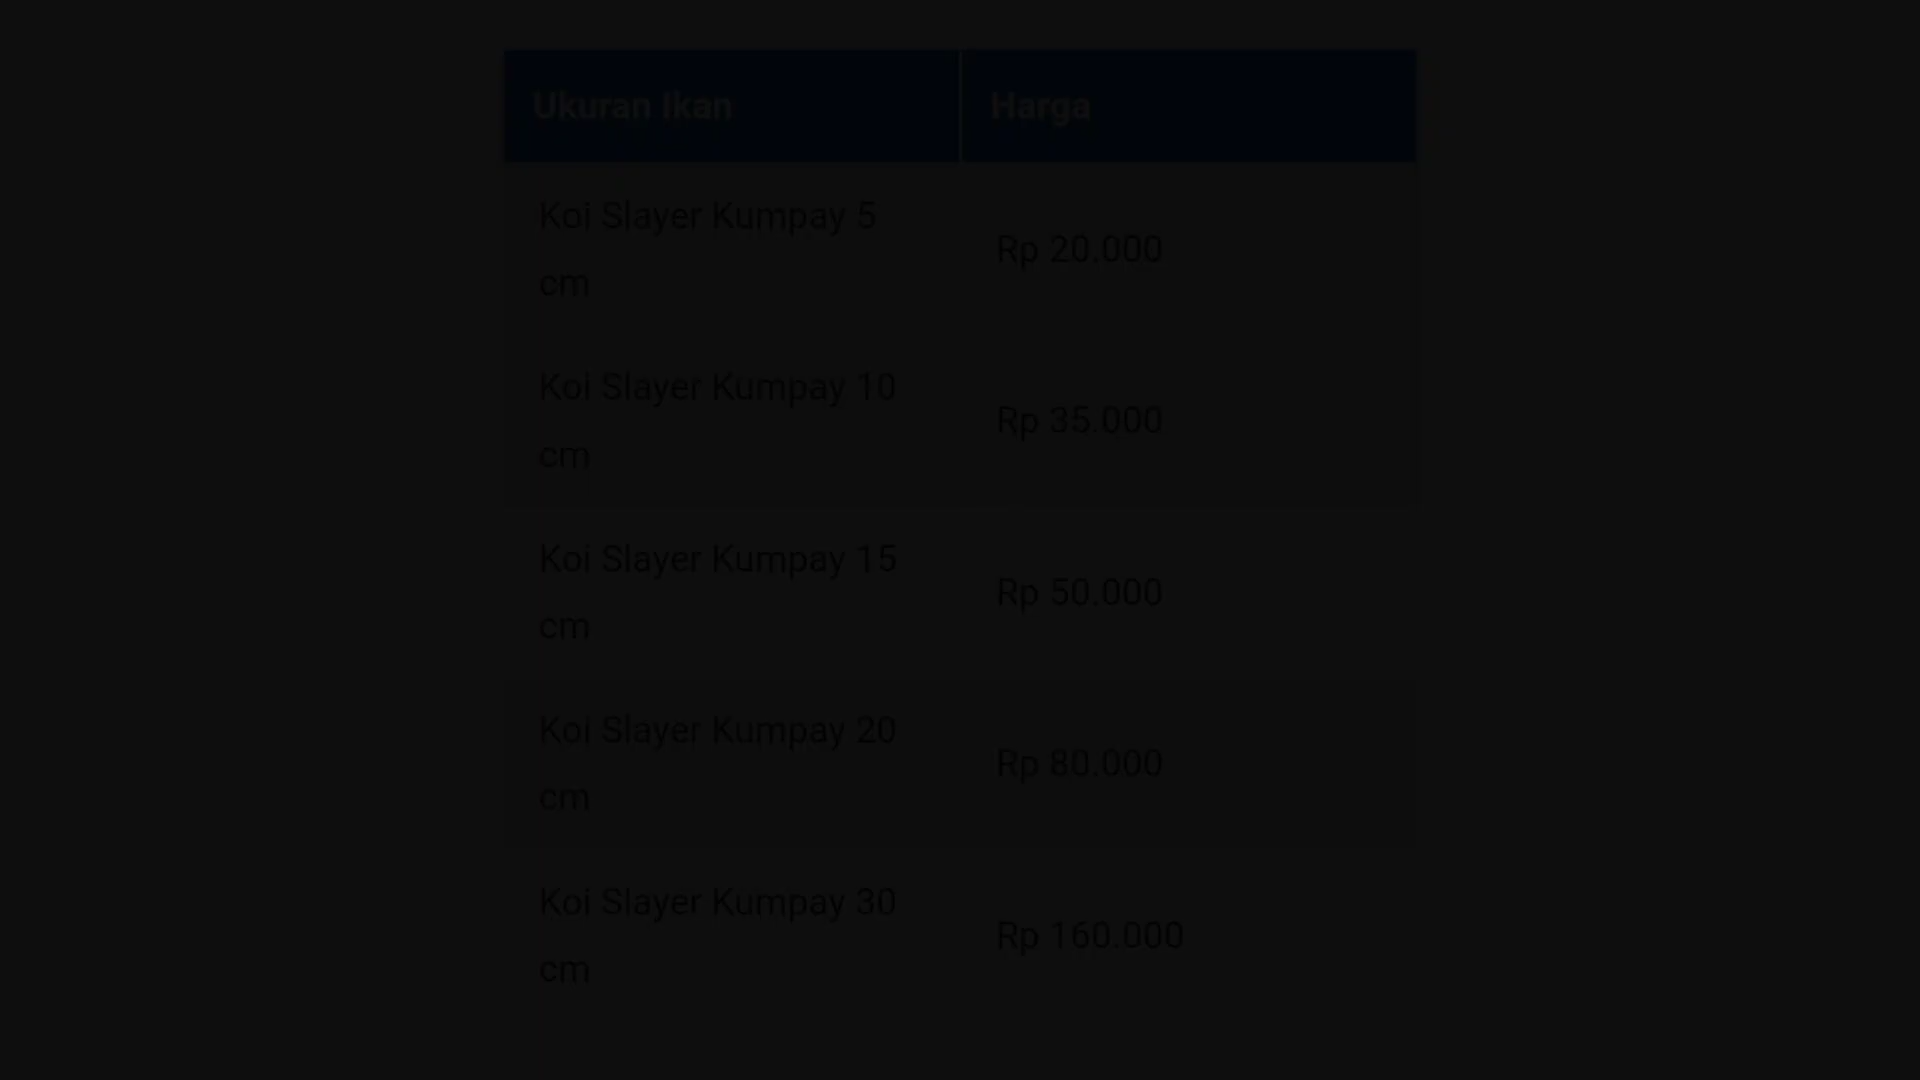 Ukuran Ikan
Harga
Koi Slayer Kumpay 5
cm
Rp 20.000
Koi Slayer Kumpay 10
cm
Rp 35.000
Koi Slayer Kumpay 15
cm
Rp 50.000
Koi Slayer Kumpay 20
cm
Rp 80.000
Koi Slayer Kumpay 30
cm
Rp 160.000